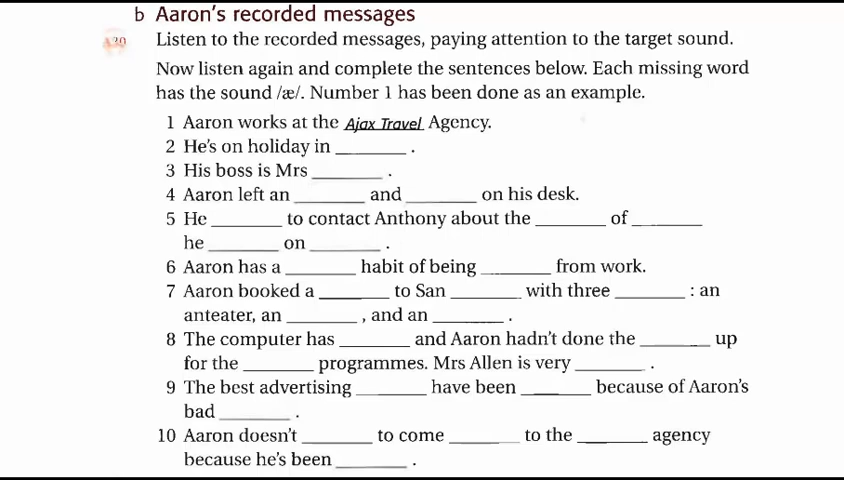 b Aaron's recorded messages
Listen to the recorded messages, paying attention to the target sound.
Now listen again and complete the sentences below. Each missing word
has the sound /æ/. Number 1 has been done as an example.
1 Aaron works at the Ajax Travel Agency.
2 He's on holiday in ________ .
3 His boss is Mrs ________ .
4 Aaron left an ________ and ________ on his desk.
5 He ________ to contact Anthony about the ________ of ________
he ________ on ________ .
6 Aaron has a ________ habit of being ________ from work.
7 Aaron booked a ________ to San ________ with three ________ : an
anteater, an ________ , and an ________ .
8 The computer has ________ and Aaron hadn't done the ________ up
for the ________ programmes. Mrs Allen is very ________ .
9 The best advertising ________ have been ________ because of Aaron's
bad ________ .
10 Aaron doesn't ________ to come ________ to the ________ agency
because he's been ________ .